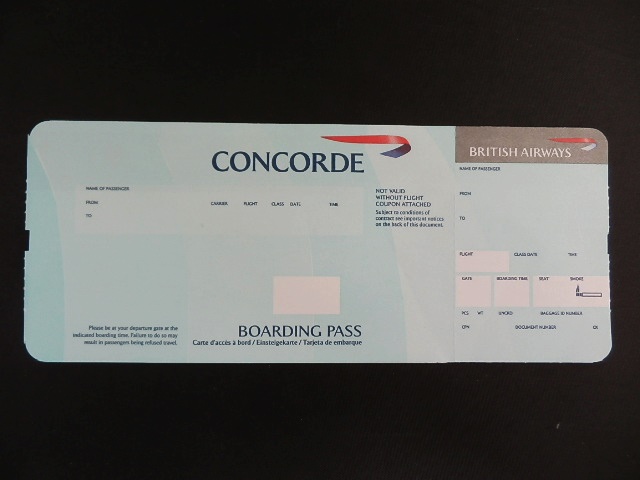 CONCORDE
NAME OF PASSENGER
FROM
CARRIER FLIGHT CLASS DATE TIME
TO
NOT VALID
WITHOUT FLIGHT
COUPON ATTACHED
Subject to conditions of
contract see important notices
on the back of this document.
Please be at your departure gate at the
indicated boarding time. Failure to do so may
result in passengers being refused travel.
BOARDING PASS
Carte d'accès à bord / Einsteigekarte / Tarjeta de embarque
BRITISH AIRWAYS
NAME OF PASSENGER
FROM
TO
FLIGHT CLASS DATE TIME
GATE BOARDING TIME SEAT SMOKE
PCS WT UNCKD BAGGAGE ID NUMBER
CPN DOCUMENT NUMBER CK